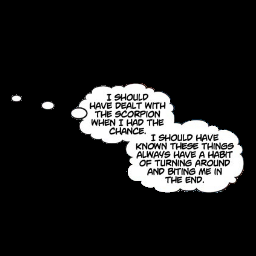 I SHOULD
HAVE DEALT WITH
THE SCORPION
WHEN I HAD THE
CHANCE.
I SHOULD HAVE
KNOWN THESE THINGS
ALWAYS HAVE A HABIT
OF TURNING AROUND
AND BITING ME IN
THE END.